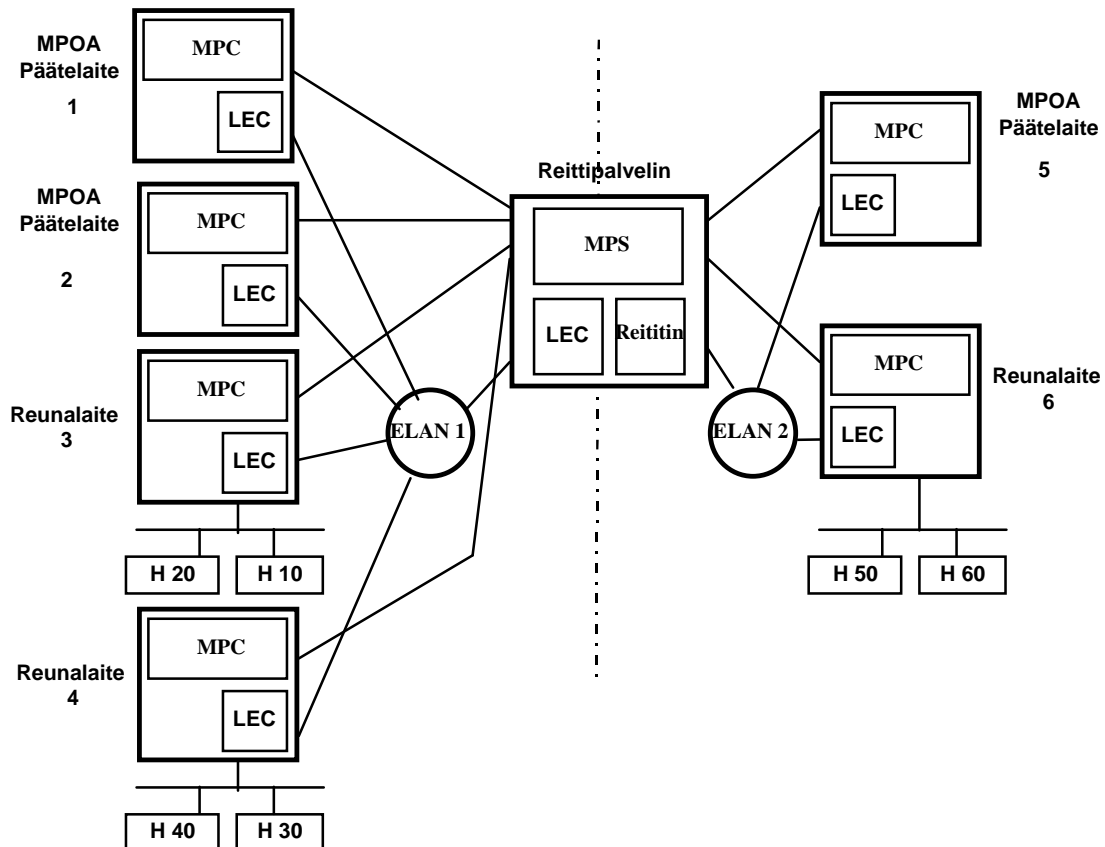 MPOA
Päätelaite
1
MPC
LEC
MPOA
Päätelaite
2
MPC
LEC
Reunalaite
3
MPC
LEC
H 20
H 10
Reunalaite
4
MPC
LEC
H 40
H 30
ELAN 1
Reittipalvelin
MPS
LEC
Reititin
ELAN 2
MPOA
Päätelaite
5
MPC
LEC
Reunalaite
6
MPC
LEC
H 50
H 60